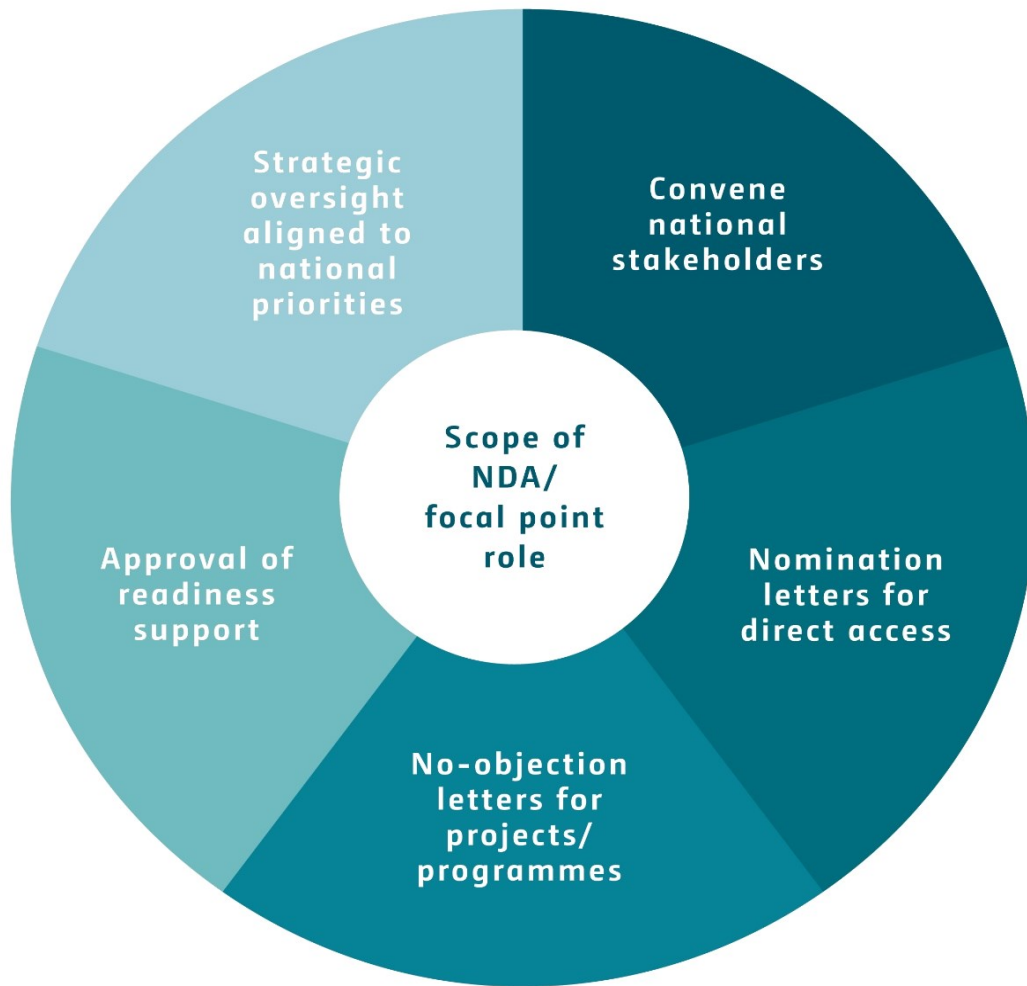 Strategic
oversight
aligned to
national
priorities
Convene
national
stakeholders
Scope of
NDA/
focal point
role
Approval of
readiness
support
Nomination
letters for
direct access
No-objection
letters for
projects/
programmes